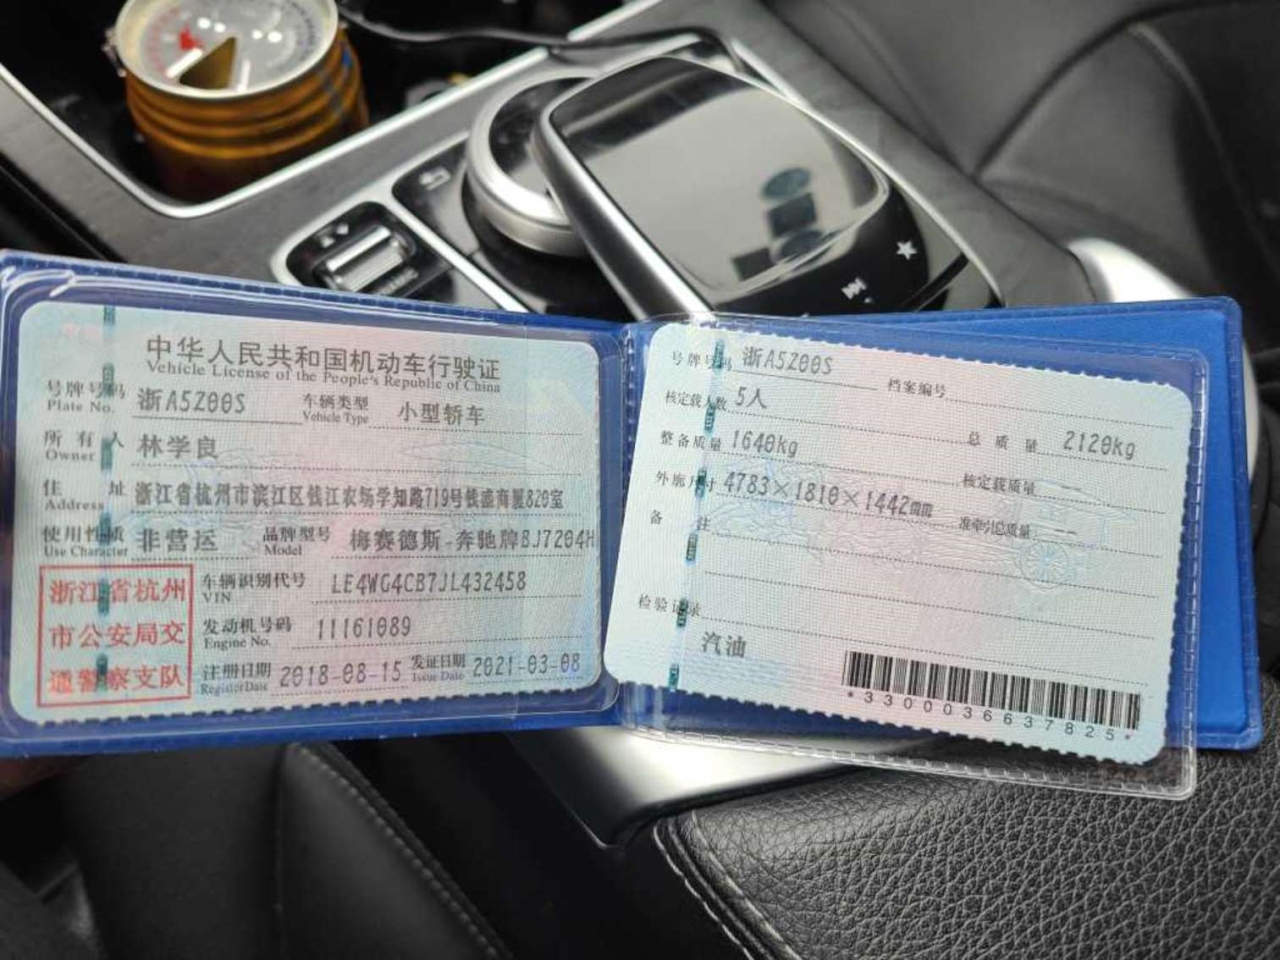 中华人民共和国机动车行驶证
Vehicle License of the People's Republic of China
号牌号码 浙A5Z00S 车辆类型 小型轿车
Plate No. Vehicle Type
所有人 林学良
Owner
住址 浙江省杭州市滨江区钱江农场学知路719号铁盛商厦820室
Address
使用性质 非营运 品牌型号 梅赛德斯-奔驰牌BJ7204H
Use Character Model
浙江省杭州
市公安局交
通警察支队
车辆识别代号 LE4WG4CB7JL432458
VIN
发动机号码 11161089
Engine No.
注册日期 2018-08-15 发证日期 2021-03-08
Register Date Issue Date
号牌号码 浙A5Z00S 档案编号
核定载人数 5人
总质量 2120kg
整备质量 1640kg
核定载质量 --
外廓尺寸 4783×1810×1442mm
准牵引总质量 --
备注
检验记录
汽油
*3300036637825*